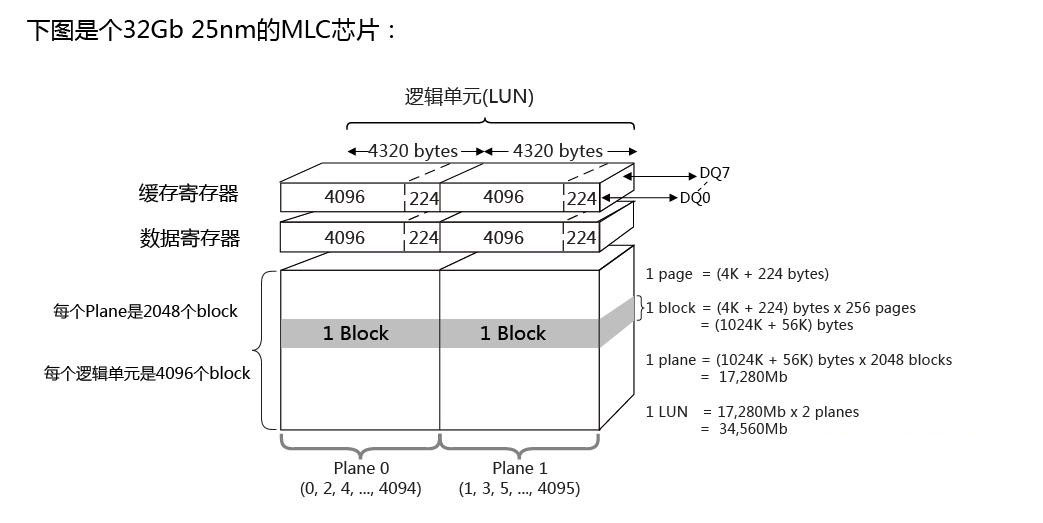 下图是个32Gb 25nm的MLC芯片：
逻辑单元(LUN)
4320 bytes 4320 bytes
DQ7
缓存寄存器
4096 224 4096 224
DQ0
数据寄存器
4096 224 4096 224
1 page = (4K + 224 bytes)
每个Plane是2048个block
1 block = (4K + 224) bytes x 256 pages
= (1024K + 56K) bytes
1 Block 1 Block
每个逻辑单元是4096个block
1 plane = (1024K + 56K) bytes x 2048 blocks
= 17,280Mb
1 LUN = 17,280Mb x 2 planes
= 34,560Mb
Plane 0 Plane 1
(0, 2, 4, ..., 4094) (1, 3, 5, ..., 4095)